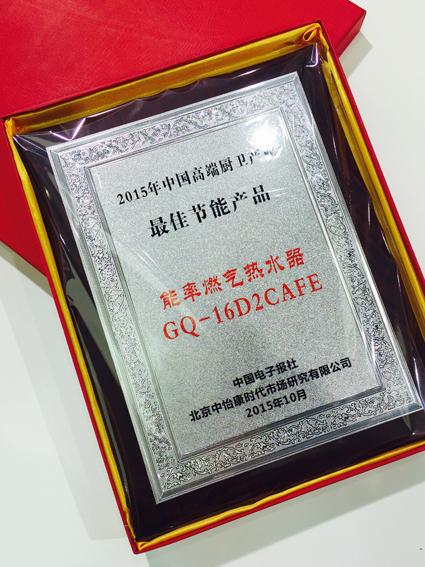 2015年中国高端厨卫产
最佳节能产品
能率燃气热水器
GQ-16D2CAFE
中国电子报社
北京中怡康时代市场研究有限公司
2015年10月